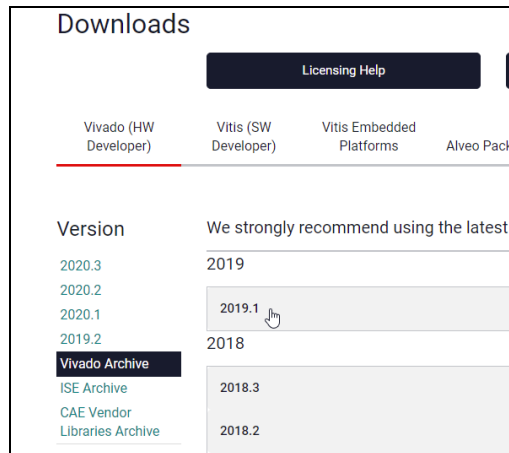 Downloads
Licensing Help
Vivado (HW
Developer)
Vitis (SW
Developer)
Vitis Embedded
Platforms
Alveo Pack
Version
2020.3
2020.2
2020.1
2019.2
Vivado Archive
ISE Archive
CAE Vendor
Libraries Archive
We strongly recommend using the latest
2019
2019.1
2018
2018.3
2018.2